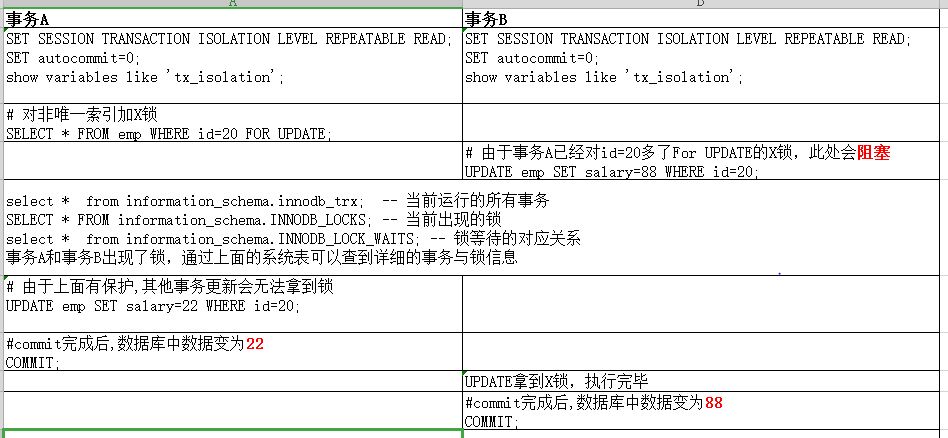 A
B
事务A
事务B
SET SESSION TRANSACTION ISOLATION LEVEL REPEATABLE READ;
SET autocommit=0;
show variables like 'tx_isolation';
SET SESSION TRANSACTION ISOLATION LEVEL REPEATABLE READ;
SET autocommit=0;
show variables like 'tx_isolation';
# 对非唯一索引加X锁
SELECT * FROM emp WHERE id=20 FOR UPDATE;
# 由于事务A已经对id=20多了For UPDATE的X锁，此处会阻塞
UPDATE emp SET salary=88 WHERE id=20;
select *  from information_schema.innodb_trx;  -- 当前运行的所有事务
SELECT * FROM information_schema.INNODB_LOCKS; -- 当前出现的锁
select *  from information_schema.INNODB_LOCK_WAITS; -- 锁等待的对应关系
事务A和事务B出现了锁，通过上面的系统表可以查到详细的事务与锁信息
# 由于上面有保护,其他事务更新会无法拿到锁
UPDATE emp SET salary=22 WHERE id=20;
#commit完成后,数据库中数据变为22
COMMIT;
UPDATE拿到X锁，执行完毕
#commit完成后,数据库中数据变为88
COMMIT;